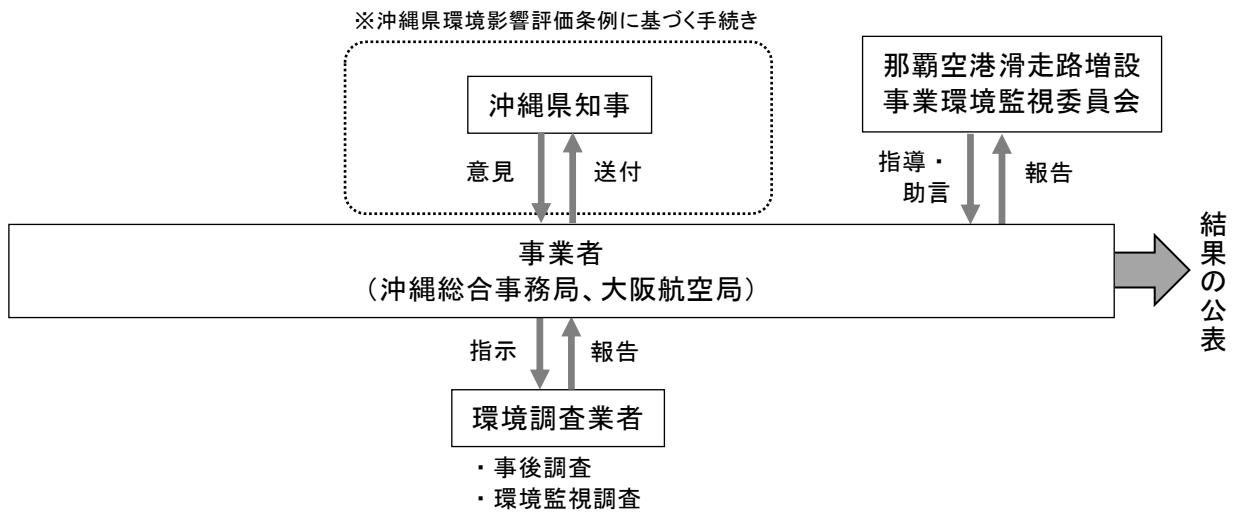 ※沖縄県環境影響評価条例に基づく手続き
沖縄県知事
意見
送付
那覇空港滑走路増設
事業環境監視委員会
指導・
助言
報告
事業者
（沖縄総合事務局、大阪航空局）
結果の公表
指示
報告
環境調査業者
・事後調査
・環境監視調査